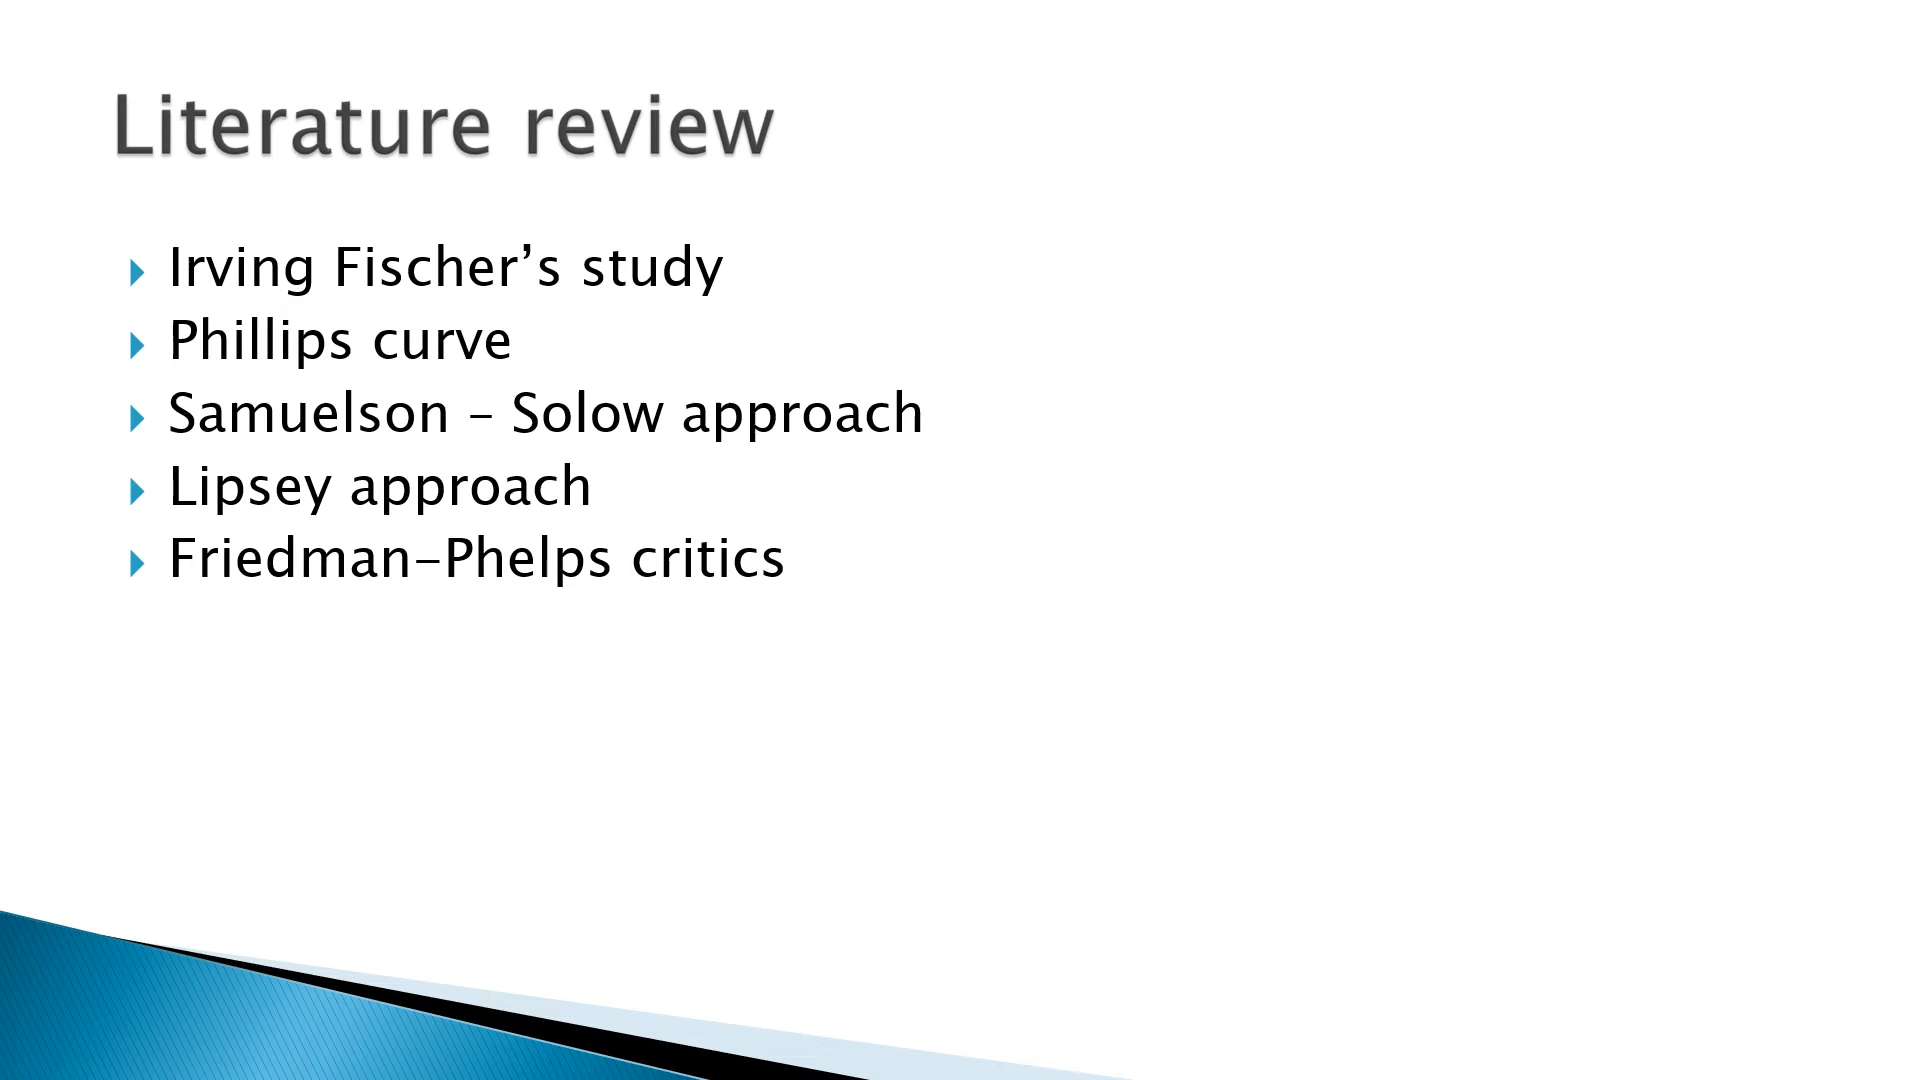 Literature review
Irving Fischer’s study
Phillips curve
Samuelson – Solow approach
Lipsey approach
Friedman-Phelps critics